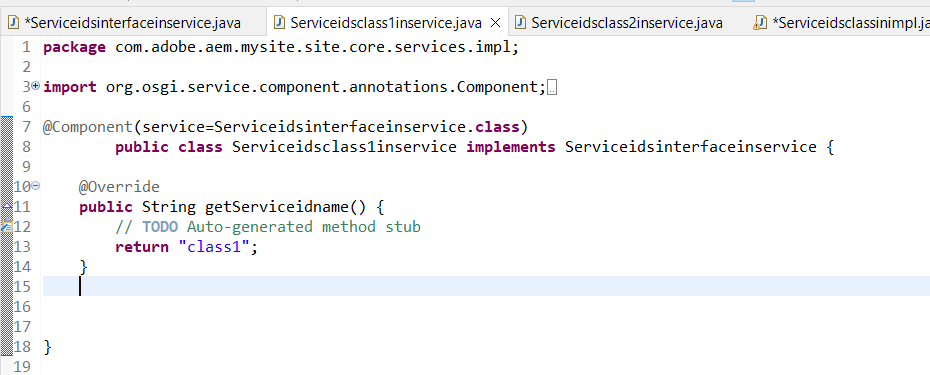 *Serviceidsinterfaceinservice.java Serviceidsclass1inservice.java Serviceidsclass2inservice.java *Serviceidsclassinimpl.ja
1 package com.adobe.aem.mysite.site.core.services.impl;
2
3 import org.osgi.service.component.annotations.Component;
6
7 @Component(service=Serviceidsinterfaceinservice.class)
8 public class Serviceidsclass1inservice implements Serviceidsinterfaceinservice {
9
10 @Override
11 public String getServiceidname() {
12 // TODO Auto-generated method stub
13 return "class1";
14 }
15
16
17
18 }
19